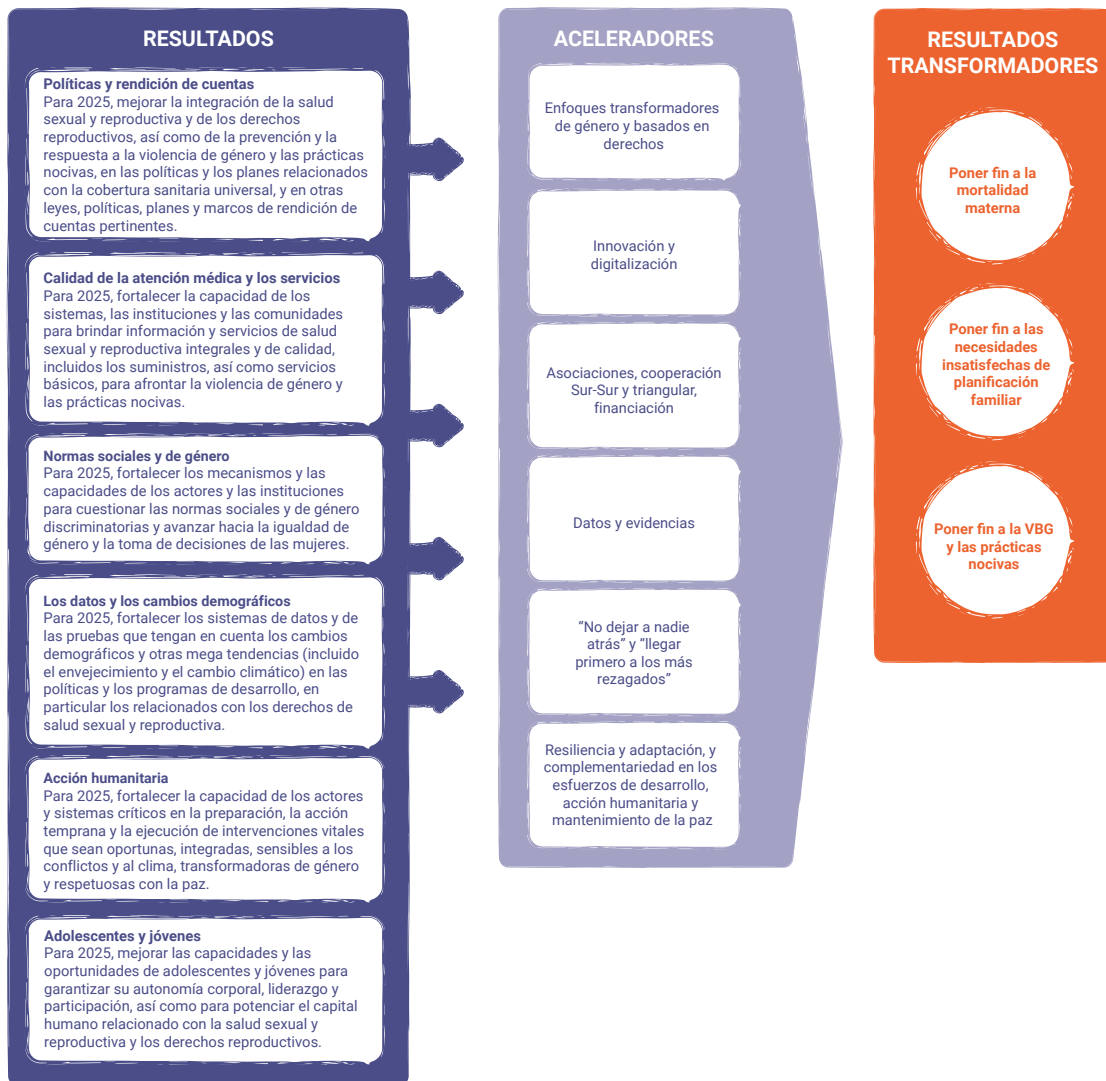 RESULTADOS
Políticas y rendición de cuentas
Para 2025, mejorar la integración de la salud
sexual y reproductiva y de los derechos
reproductivos, así como de la prevención y la
respuesta a la violencia de género y las prácticas
nocivas, en las políticas y los planes relacionados
con la cobertura sanitaria universal, y en otras
leyes, políticas, planes y marcos de rendición de
cuentas pertinentes.
Calidad de la atención médica y los servicios
Para 2025, fortalecer la capacidad de los
sistemas, las instituciones y las comunidades
para brindar información y servicios de salud
sexual y reproductiva integrales y de calidad,
incluidos los suministros, así como servicios
básicos, para afrontar la violencia de género y
las prácticas nocivas.
Normas sociales y de género
Para 2025, fortalecer los mecanismos y las
capacidades de los actores y las instituciones
para cuestionar las normas sociales y de género
discriminatorias y avanzar hacia la igualdad de
género y la toma de decisiones de las mujeres.
Los datos y los cambios demográficos
Para 2025, fortalecer los sistemas de datos y de
las pruebas que tengan en cuenta los cambios
demográficos y otras mega tendencias (incluido
el envejecimiento y el cambio climático) en las
políticas y los programas de desarrollo, en
particular los relacionados con los derechos de
salud sexual y reproductiva.
Acción humanitaria
Para 2025, fortalecer la capacidad de los actores
y sistemas críticos en la preparación, la acción
temprana y la ejecución de intervenciones vitales
que sean oportunas, integradas, sensibles a los
conflictos y al clima, transformadoras de género
y respetuosas con la paz.
Adolescentes y jóvenes
Para 2025, mejorar las capacidades y las
oportunidades de adolescentes y jóvenes para
garantizar su autonomía corporal, liderazgo y
participación, así como para potenciar el capital
humano relacionado con la salud sexual y
reproductiva y los derechos reproductivos.
ACELERADORES
Enfoques transformadores
de género y basados en
derechos
Innovación y
digitalización
Asociaciones, cooperación
Sur-Sur y triangular,
financiación
Datos y evidencias
"No dejar a nadie
atrás" y "llegar
primero a los más
rezagados"
Resiliencia y adaptación, y
complementariedad en los
esfuerzos de desarrollo,
acción humanitaria y
mantenimiento de la paz
RESULTADOS
TRANSFORMADORES
Poner fin a la
mortalidad
materna
Poner fin a las
necesidades
insatisfechas de
planificación
familiar
Poner fin a la VBG
y las prácticas
nocivas